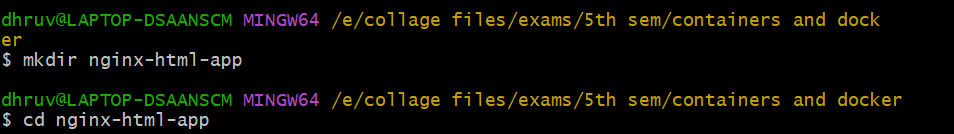 dhruv@LAPTOP-DSAANSCM MINGW64 /e/collage files/exams/5th sem/containers and dock
er
$ mkdir nginx-html-app
dhruv@LAPTOP-DSAANSCM MINGW64 /e/collage files/exams/5th sem/containers and docker
$ cd nginx-html-app